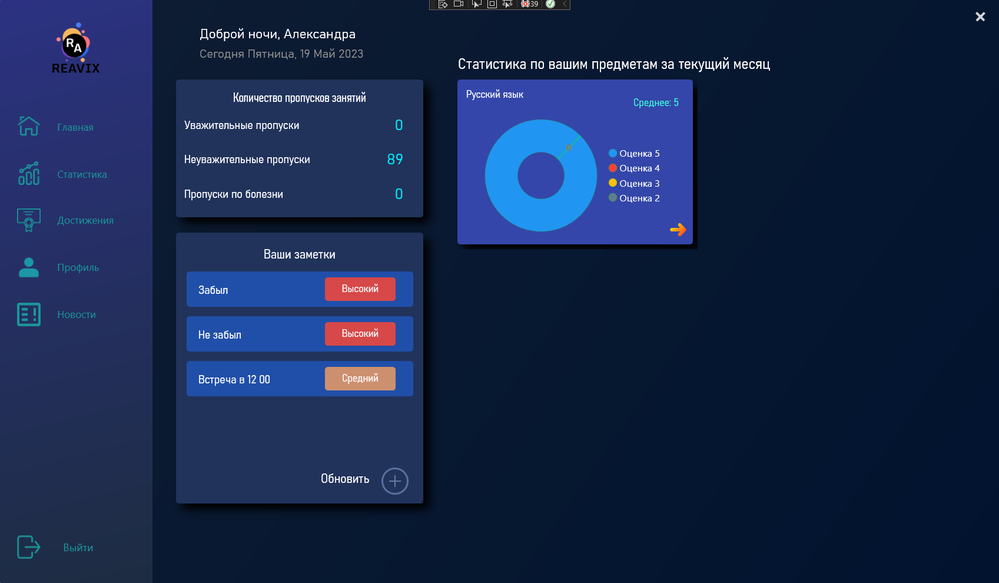 39
RA
REAVIX
Главная
Статистика
Достижения
Профиль
Новости
Выйти
Доброй ночи, Александра
Сегодня Пятница, 19 Май 2023
Количество пропусков занятий
Уважительные пропуски 0
Неуважительные пропуски 89
Пропуски по болезни 0
Ваши заметки
Забыл Высокий
Не забыл Высокий
Встреча в 12 00 Средний
Обновить
Статистика по вашим предметам за текущий месяц
Русский язык
Среднее: 5
0
Оценка 5
Оценка 4
Оценка 3
Оценка 2